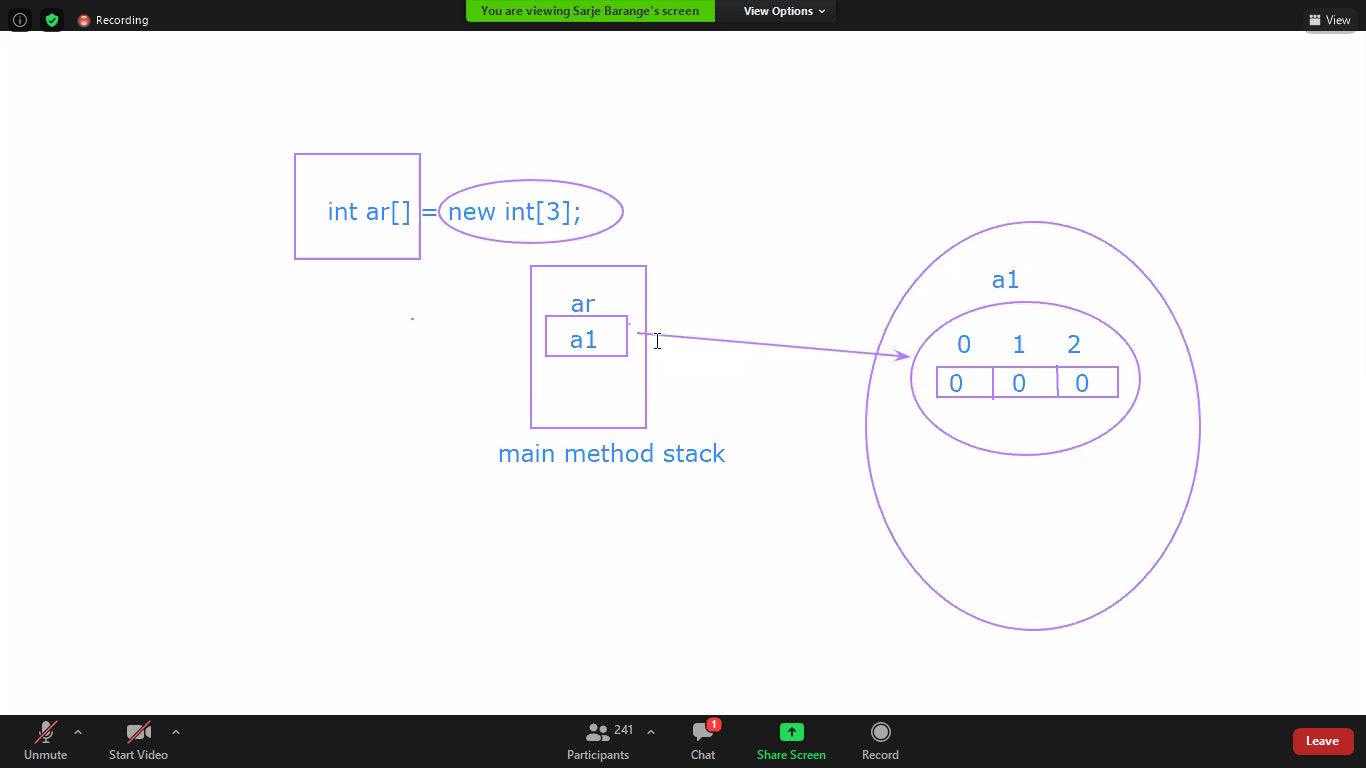 Recording
You are viewing Sarje Barange's screen
View Options
View
int ar[] = new int[3];
ar
a1
main method stack
a1
0 1 2
0 0 0
Unmute
Start Video
241
Participants
1
Chat
Share Screen
Record
Leave